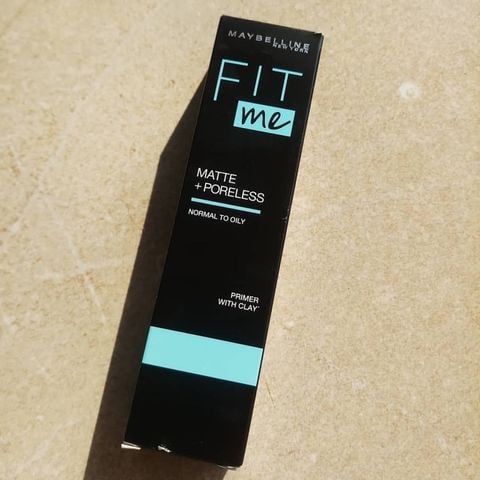 MAYBELLINE
NEW YORK
FIT
me
MATTE
+ PORELESS
NORMAL TO OILY
PRIMER
WITH CLAY*